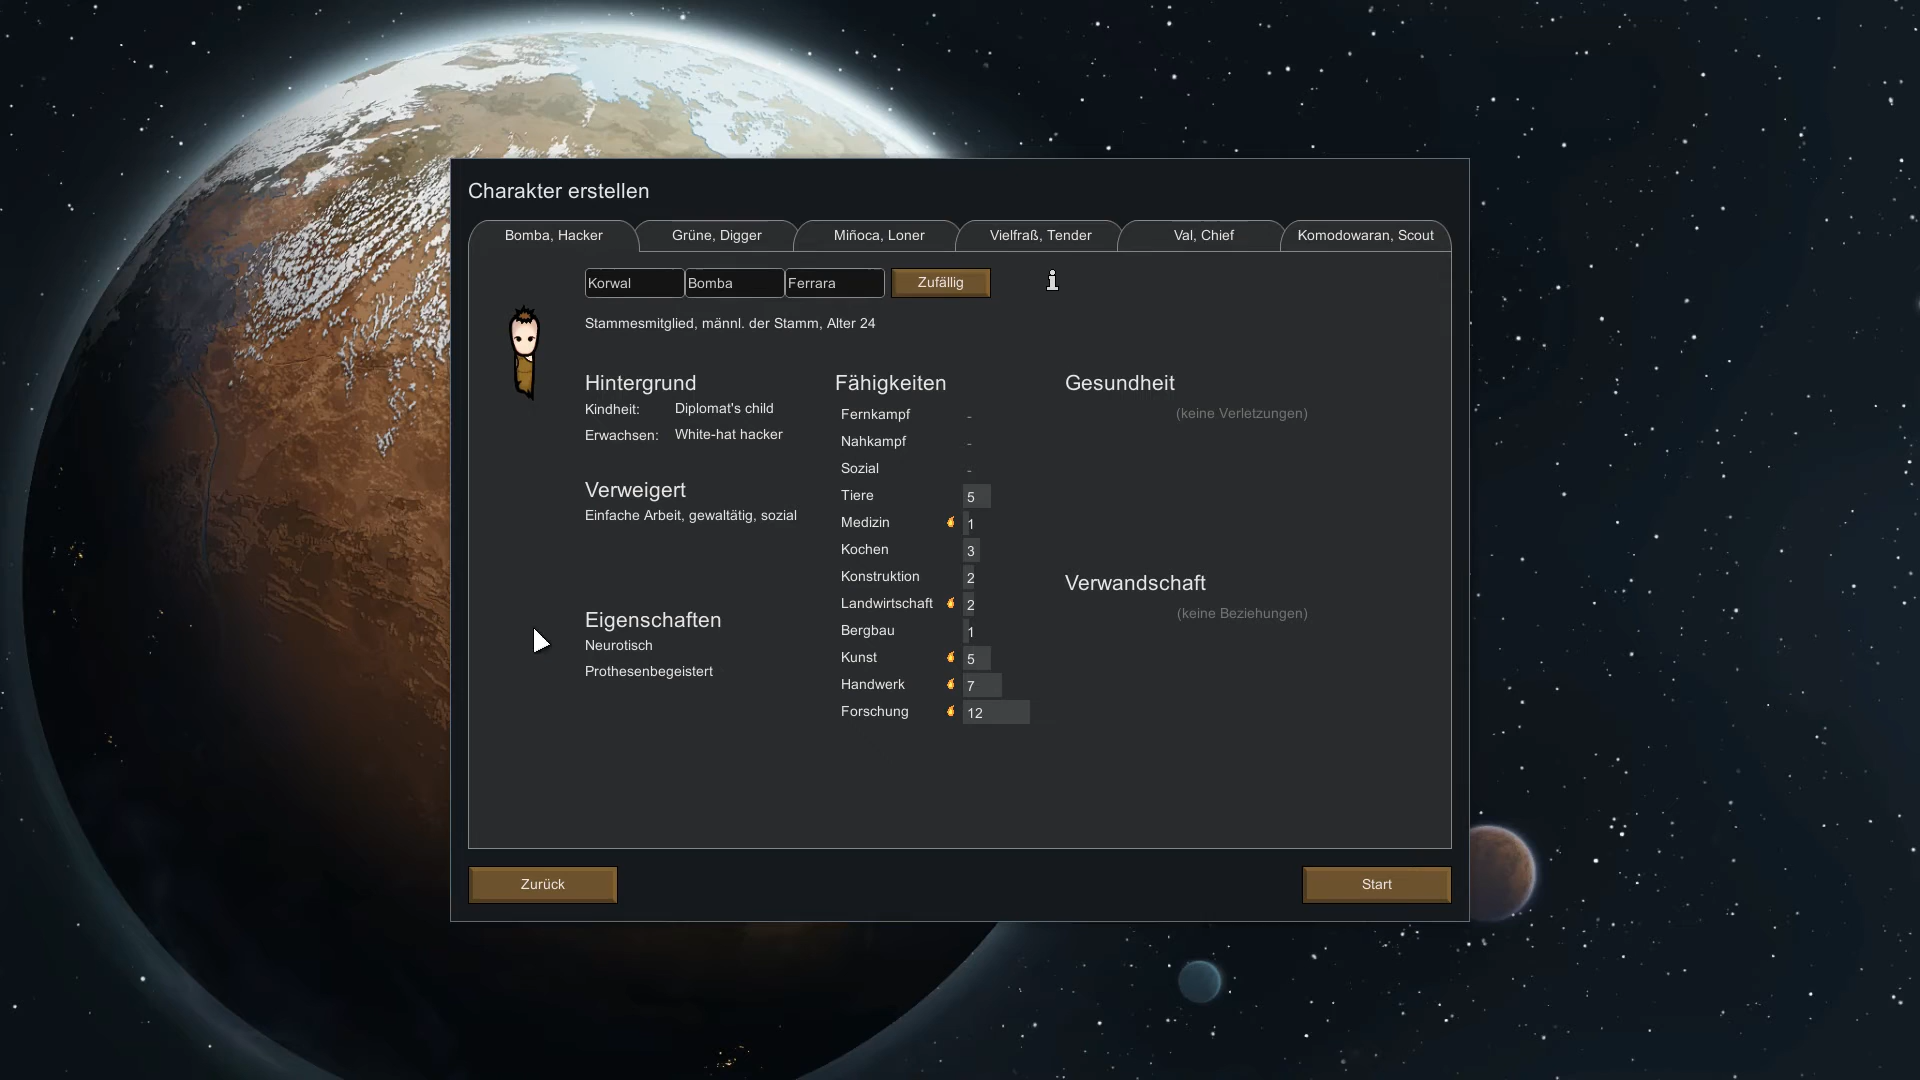 Charakter erstellen
Bomba, Hacker
Grüne, Digger
Miñoca, Loner
Vielfraß, Tender
Val, Chief
Komodowaran, Scout
Korwal
Bomba
Ferrara
Zufällig
Stammesmitglied, männl. der Stamm, Alter 24
Hintergrund
Kindheit: Diplomat's child
Erwachsen: White-hat hacker
Verweigert
Einfache Arbeit, gewaltätig, sozial
Eigenschaften
Neurotisch
Prothesenbegeistert
Fähigkeiten
Fernkampf -
Nahkampf -
Sozial -
Tiere 5
Medizin 1
Kochen 3
Konstruktion 2
Landwirtschaft 2
Bergbau 1
Kunst 5
Handwerk 7
Forschung 12
Gesundheit
(keine Verletzungen)
Verwandschaft
(keine Beziehungen)
Zurück
Start